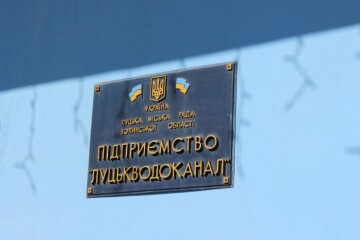 УКРАЇНА
ЛУЦЬКА МІСЬКА РАДА
ВОЛИНСЬКОЇ ОБЛАСТІ
ПІДПРИЄМСТВО
"ЛУЦЬКВОДОКАНАЛ"